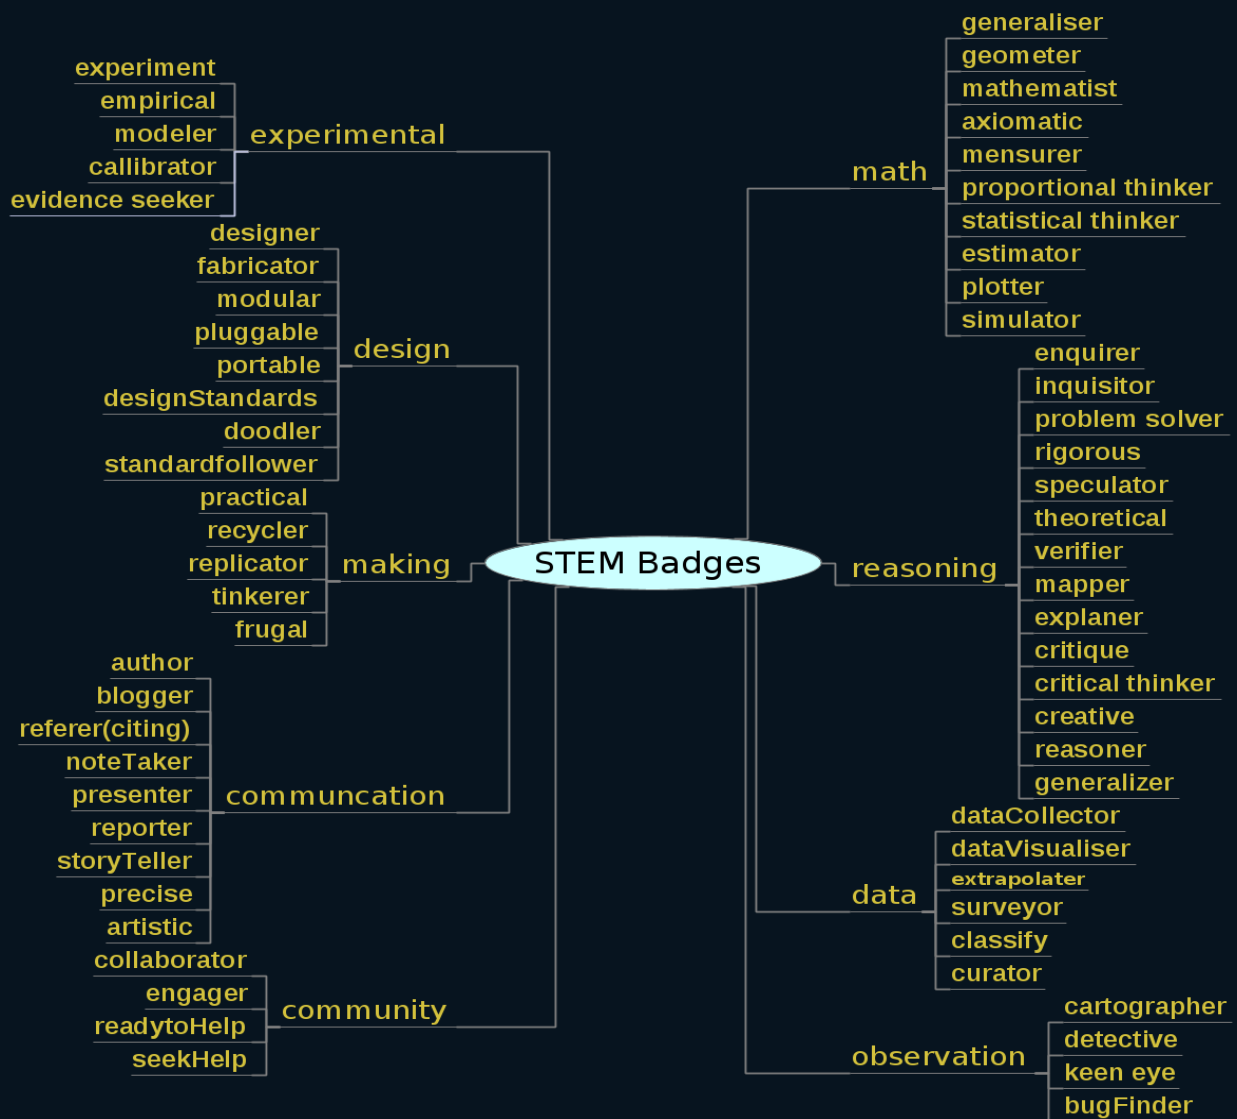 STEM Badges
experimental
experiment
empirical
modeler
callibrator
evidence seeker
design
designer
fabricator
modular
pluggable
portable
designStandards
doodler
standardfollower
making
practical
recycler
replicator
tinkerer
frugal
communcation
author
blogger
referer(citing)
noteTaker
presenter
reporter
storyTeller
precise
artistic
community
collaborator
engager
readytoHelp
seekHelp
math
generaliser
geometer
mathematist
axiomatic
mensurer
proportional thinker
statistical thinker
estimator
plotter
simulator
reasoning
enquirer
inquisitor
problem solver
rigorous
speculator
theoretical
verifier
mapper
explaner
critique
critical thinker
creative
reasoner
generalizer
data
dataCollector
dataVisualiser
extrapolater
surveyor
classify
curator
observation
cartographer
detective
keen eye
bugFinder